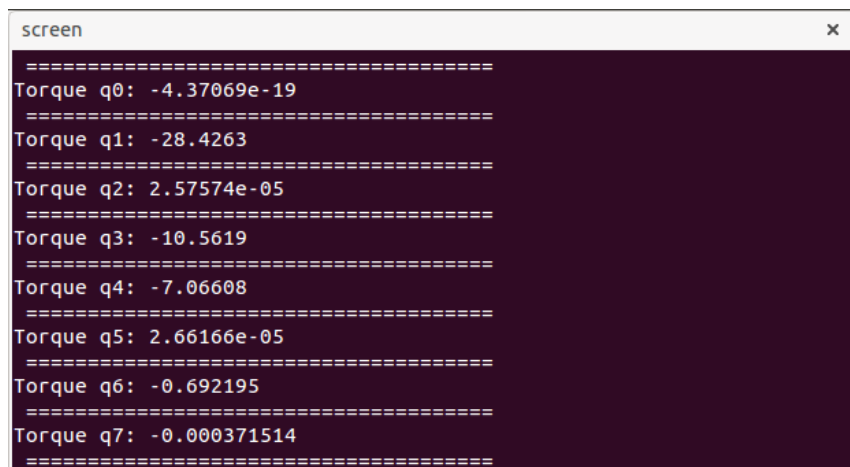 screen
======================================
Torque q0: -4.37069e-19
======================================
Torque q1: -28.4263
======================================
Torque q2: 2.57574e-05
======================================
Torque q3: -10.5619
======================================
Torque q4: -7.06608
======================================
Torque q5: 2.66166e-05
======================================
Torque q6: -0.692195
======================================
Torque q7: -0.000371514
======================================